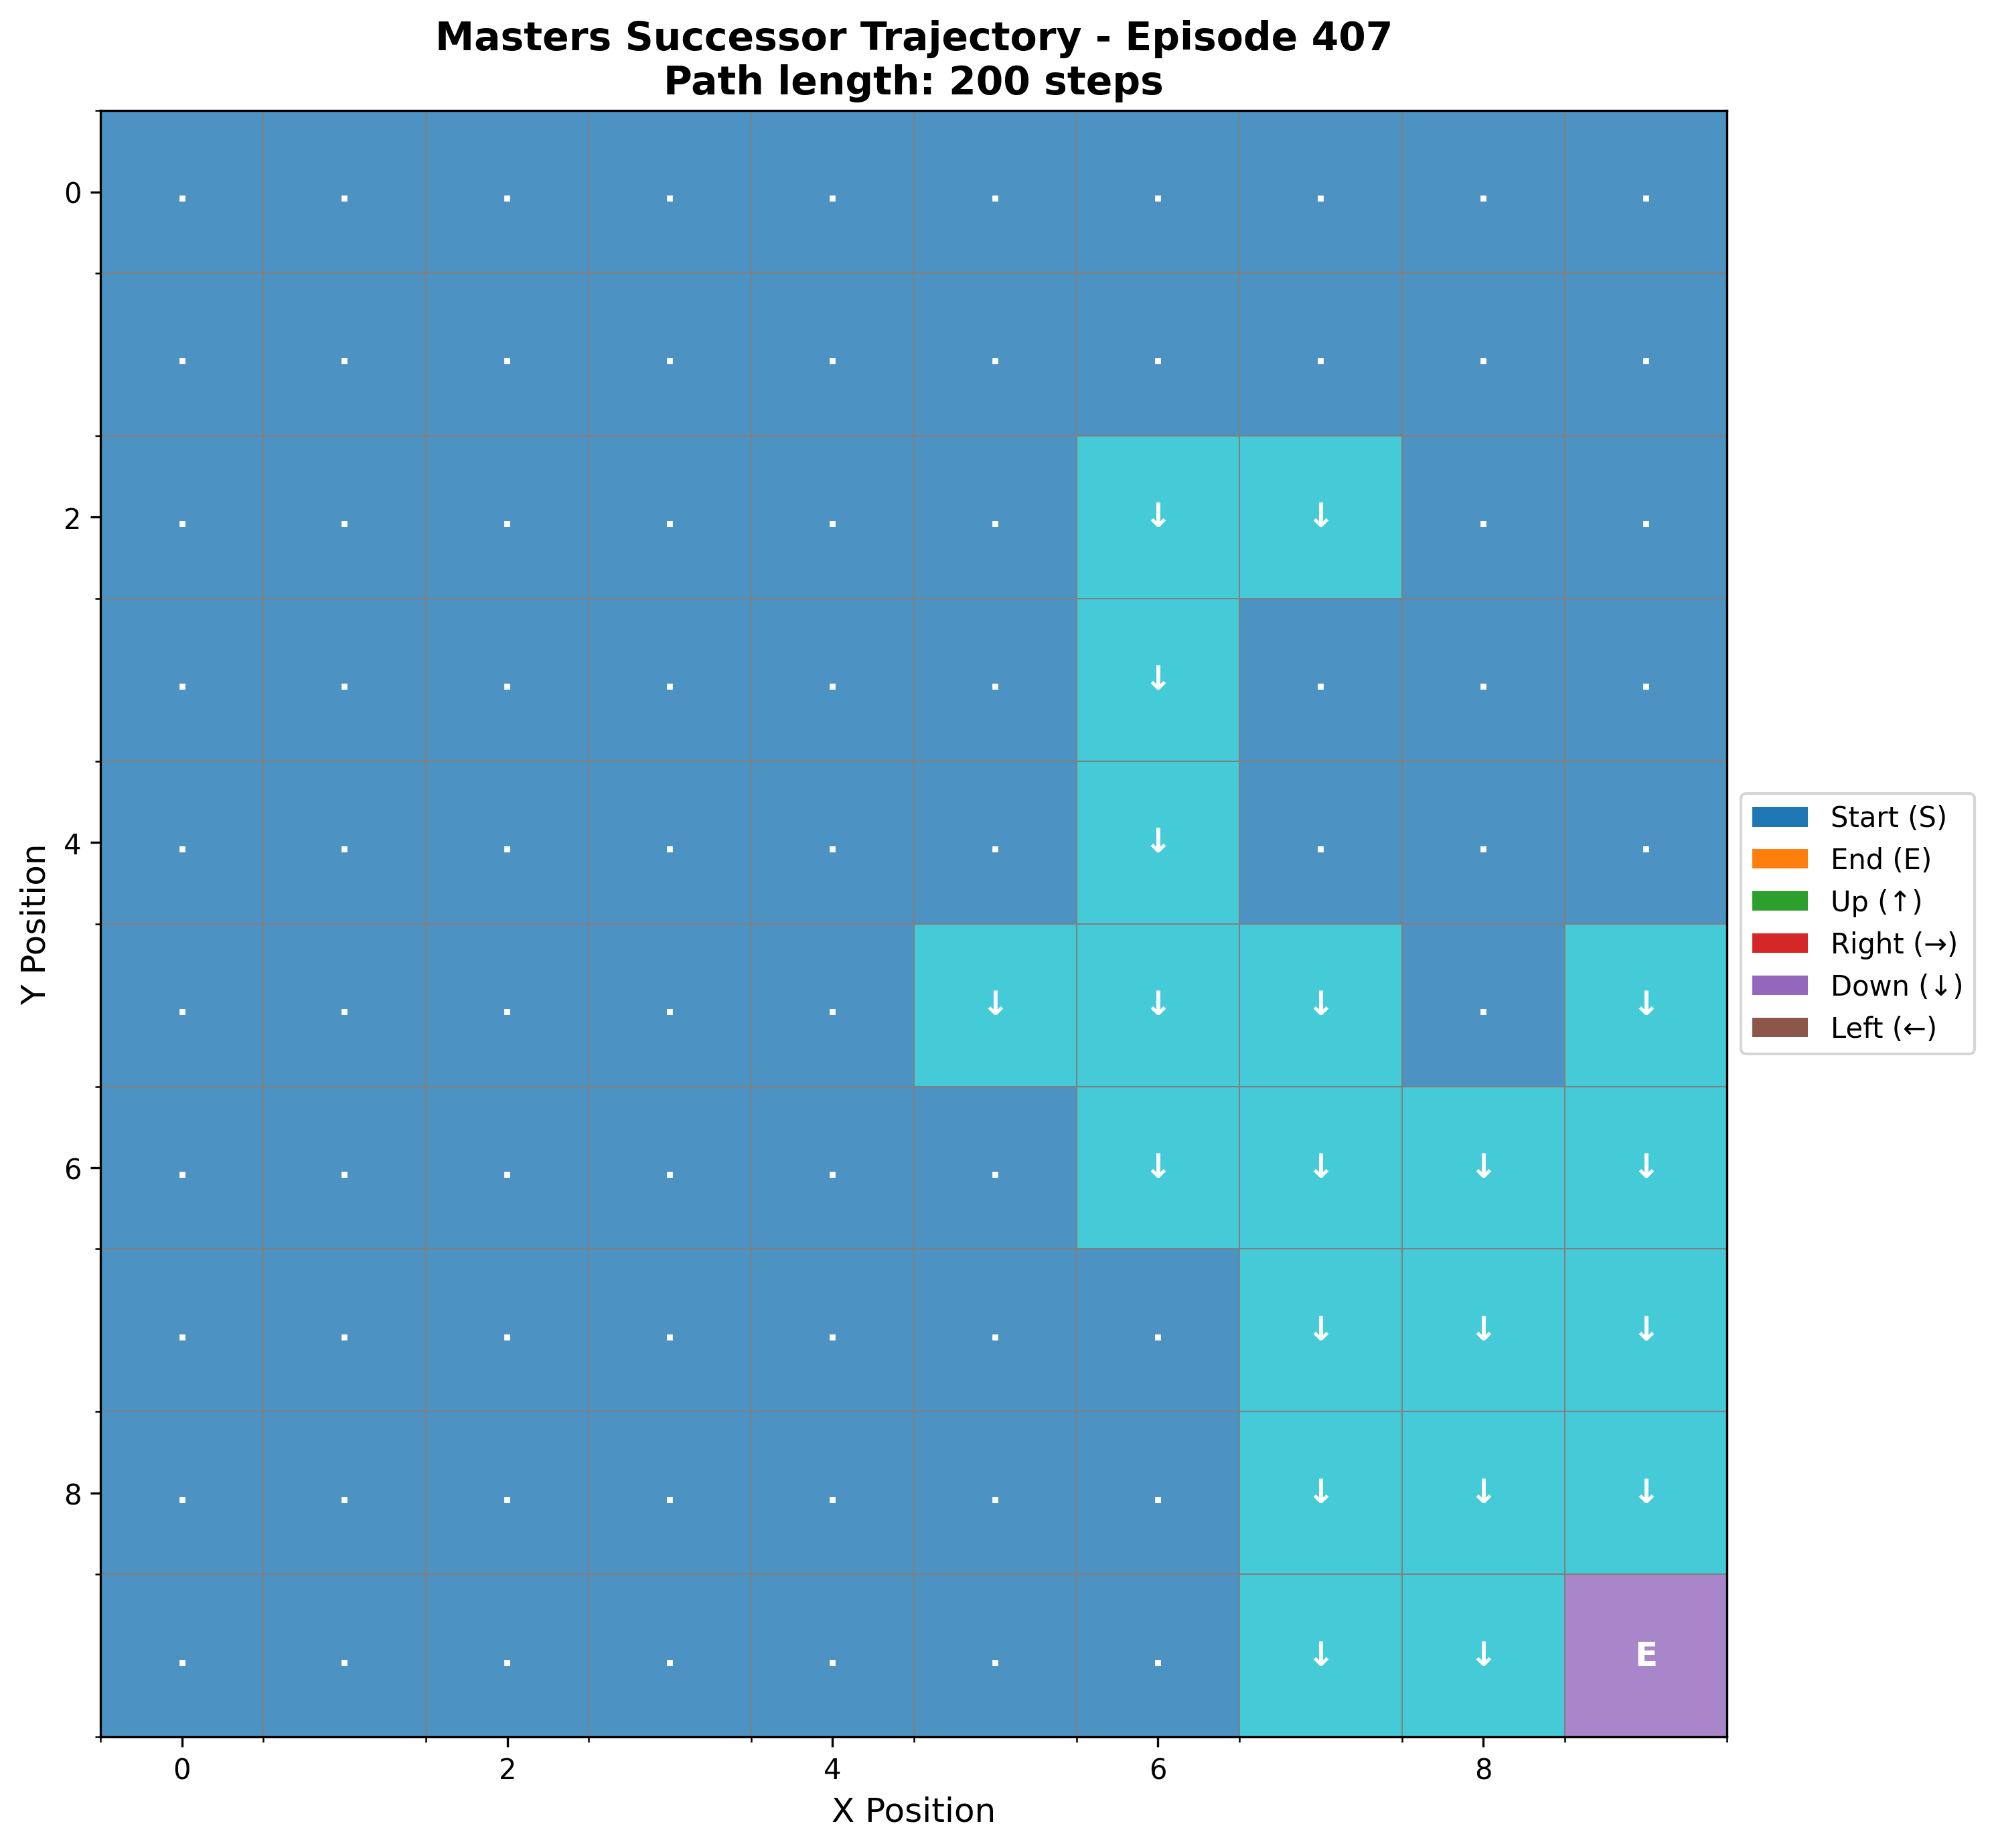 Masters Successor Trajectory - Episode 407
Path length: 200 steps
0 . . . . . . . . . .
. . . . . . . . . .
2 . . . . . . ↓ ↓ . .
. . . . . . ↓ . . .
4 . . . . . . ↓ . . .
. . . . . ↓ ↓ ↓ . ↓
6 . . . . . . ↓ ↓ ↓ ↓
. . . . . . . ↓ ↓ ↓
8 . . . . . . . ↓ ↓ ↓
. . . . . . . ↓ ↓ E
0 2 4 6 8
X Position
Y Position
Start (S)
End (E)
Up (↑)
Right (→)
Down (↓)
Left (←)